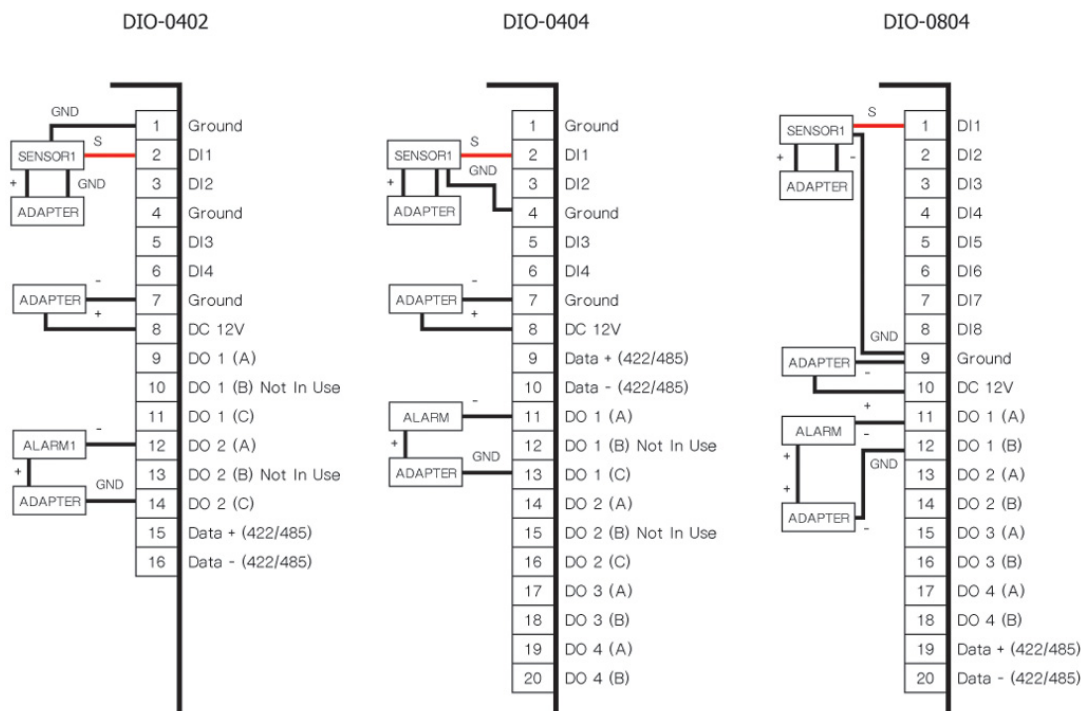 DIO-0402
GND
S
SENSOR1
+
GND
ADAPTER
ADAPTER
-
+
ALARM1
-
+
GND
ADAPTER
1 Ground
2 DI1
3 DI2
4 Ground
5 DI3
6 DI4
7 Ground
8 DC 12V
9 DO 1 (A)
10 DO 1 (B) Not In Use
11 DO 1 (C)
12 DO 2 (A)
13 DO 2 (B) Not In Use
14 DO 2 (C)
15 Data + (422/485)
16 Data - (422/485)
DIO-0404
S
SENSOR1
GND
+
ADAPTER
ADAPTER
-
+
ALARM
-
+
GND
ADAPTER
1 Ground
2 DI1
3 DI2
4 Ground
5 DI3
6 DI4
7 Ground
8 DC 12V
9 Data + (422/485)
10 Data - (422/485)
11 DO 1 (A)
12 DO 1 (B) Not In Use
13 DO 1 (C)
14 DO 2 (A)
15 DO 2 (B) Not In Use
16 DO 2 (C)
17 DO 3 (A)
18 DO 3 (B)
19 DO 4 (A)
20 DO 4 (B)
DIO-0804
S
SENSOR1
+ -
ADAPTER
GND
ADAPTER
-
+
ALARM
-
+
GND
+
ADAPTER
-
1 DI1
2 DI2
3 DI3
4 DI4
5 DI5
6 DI6
7 DI7
8 DI8
9 Ground
10 DC 12V
11 DO 1 (A)
12 DO 1 (B)
13 DO 2 (A)
14 DO 2 (B)
15 DO 3 (A)
16 DO 3 (B)
17 DO 4 (A)
18 DO 4 (B)
19 Data + (422/485)
20 Data - (422/485)